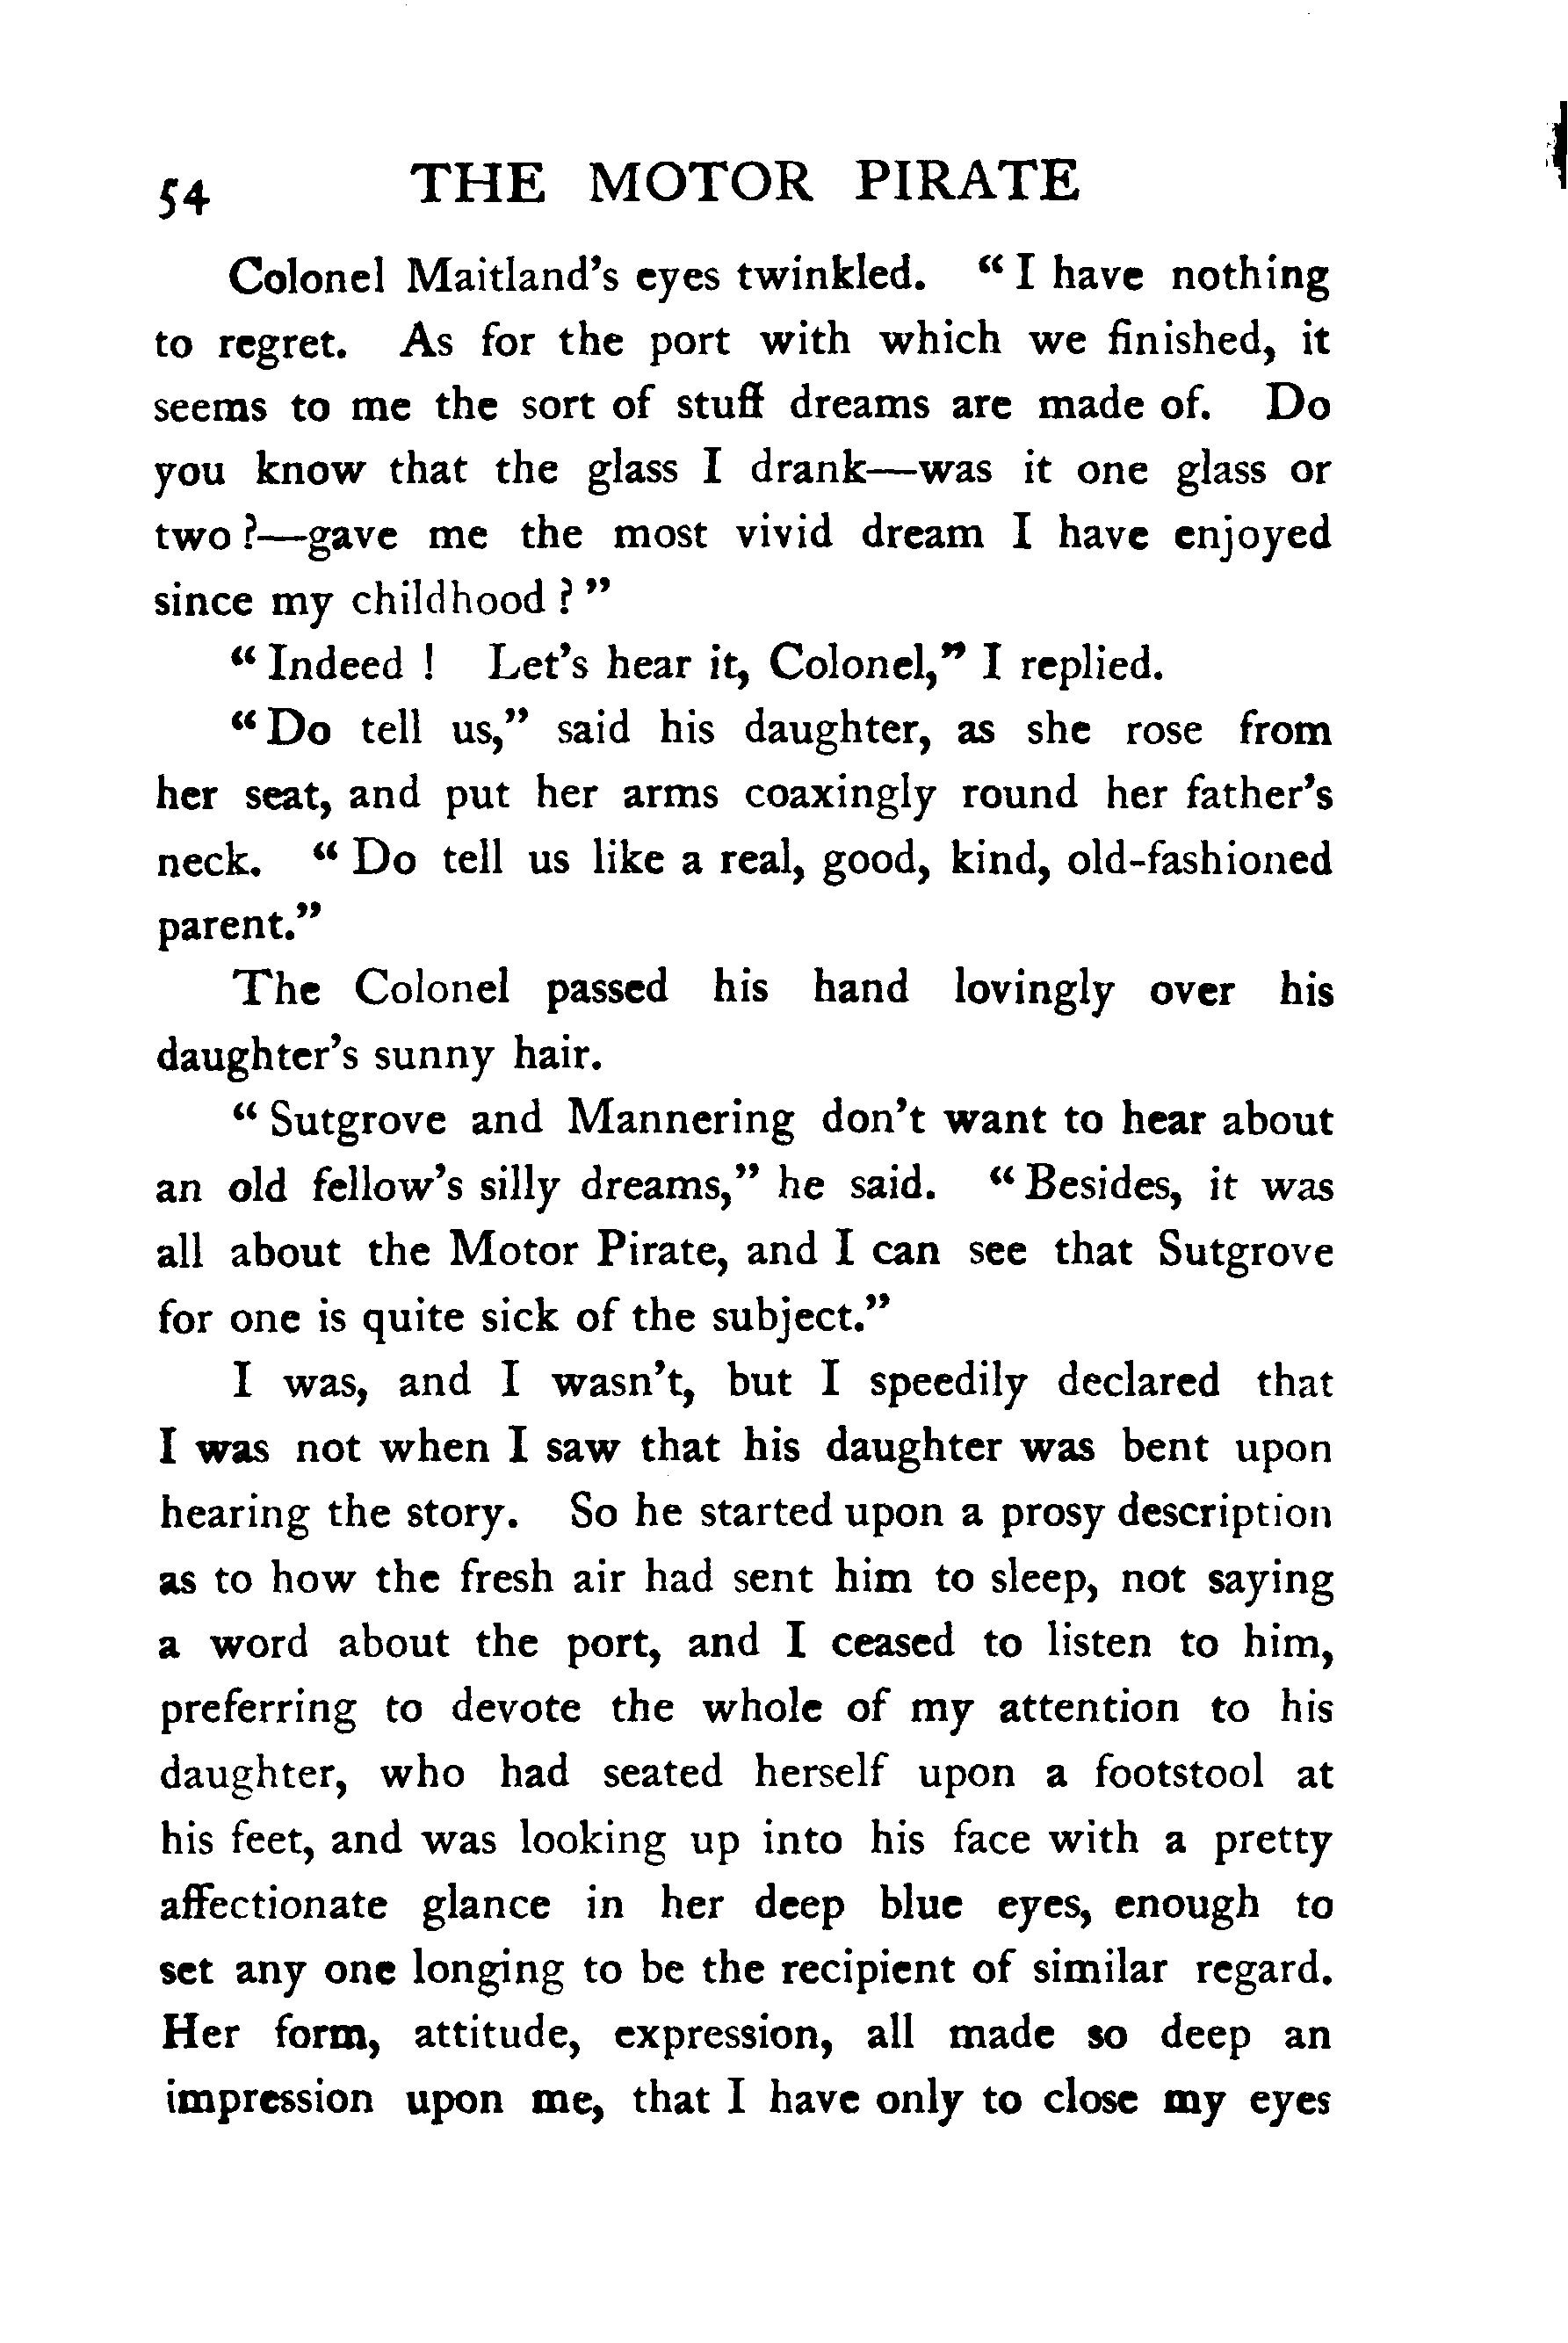 54 THE MOTOR PIRATE
Colonel Maitland's eyes twinkled. “I have nothing
to regret. As for the port with which we finished, it
seems to me the sort of stuff dreams are made of. Do
you know that the glass I drank—was it one glass or
two ?—gave me the most vivid dream I have enjoyed
since my childhood ?”
“Indeed ! Let's hear it, Colonel,” I replied.
“Do tell us,” said his daughter, as she rose from
her seat, and put her arms coaxingly round her father's
neck. “Do tell us like a real, good, kind, old-fashioned
parent.”
The Colonel passed his hand lovingly over his
daughter's sunny hair.
“Sutgrove and Mannering don't want to hear about
an old fellow's silly dreams,” he said. “Besides, it was
all about the Motor Pirate, and I can see that Sutgrove
for one is quite sick of the subject.”
I was, and I wasn't, but I speedily declared that
I was not when I saw that his daughter was bent upon
hearing the story. So he started upon a prosy description
as to how the fresh air had sent him to sleep, not saying
a word about the port, and I ceased to listen to him,
preferring to devote the whole of my attention to his
daughter, who had seated herself upon a footstool at
his feet, and was looking up into his face with a pretty
affectionate glance in her deep blue eyes, enough to
set any one longing to be the recipient of similar regard.
Her form, attitude, expression, all made so deep an
impression upon me, that I have only to close my eyes